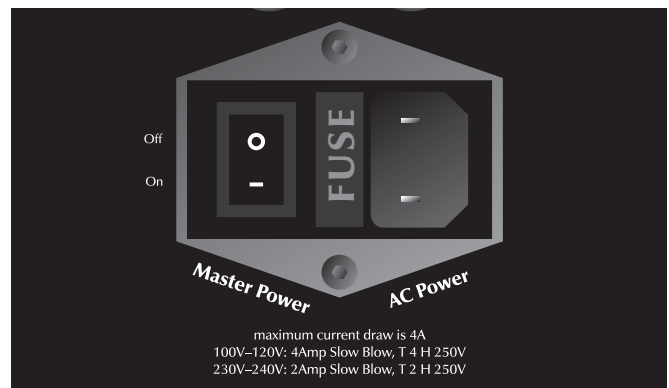 Off
On
FUSE
Master Power
AC Power
maximum current draw is 4A
100V–120V: 4Amp Slow Blow, T 4 H 250V
230V–240V: 2Amp Slow Blow, T 2 H 250V